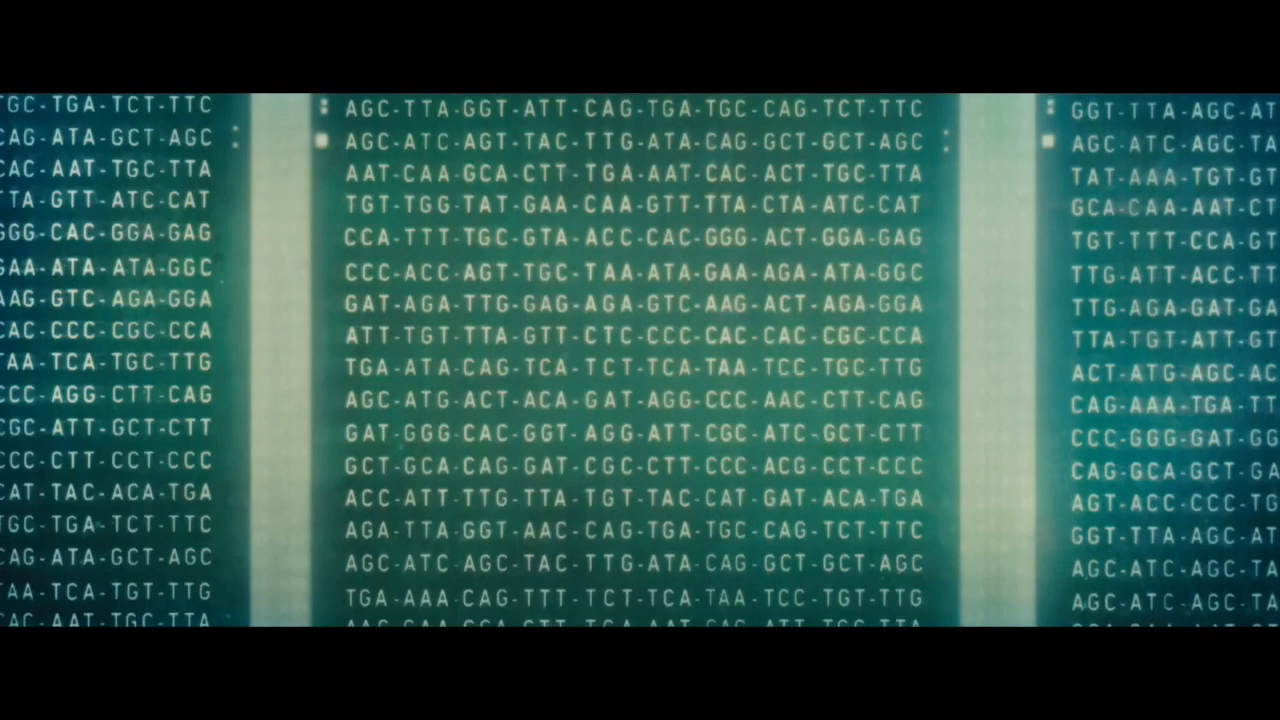 TGC-TGA-TCT-TTC
CAG-ATA-GCT-AGC
CAC-AAT-TGC-TTA
TTA-GTT-ATC-CAT
GGG-CAC-GGA-GAG
GAA-ATA-ATA-GGC
AAG-GTC-AGA-GGA
CAC-CCC-CGC-CCA
TAA-TCA-TGC-TTG
CCC-AGG-CTT-CAG
CGC-ATT-GCT-CTT
CCC-CTT-CCT-CCC
CAT-TAC-ACA-TGA
TGC-TGA-TCT-TTC
CAG-ATA-GCT-AGC
TAA-TCA-TGT-TTG
CAC-AAT-TGC-TTA
AGC-TTA-GGT-ATT-CAG-TGA-TGC-CAG-TCT-TTC
AGC-ATC-AGT-TAC-TTG-ATA-CAG-GCT-GCT-AGC
AAT-CAA-GCA-CTT-TGA-AAT-CAC-ACT-TGC-TTA
TGT-TGG-TAT-GAA-CAA-GTT-TTA-CTA-ATC-CAT
CCA-TTT-TGC-GTA-ACC-CAC-GGG-ACT-GGA-GAG
CCC-ACC-AGT-TGC-TAA-ATA-GAA-AGA-ATA-GGC
GAT-AGA-TTG-GAG-AGA-GTC-AAG-ACT-AGA-GGA
ATT-TGT-TTA-GTT-CTC-CCC-CAC-CAC-CGC-CCA
TGA-ATA-CAG-TCA-TCT-TCA-TAA-TCC-TGC-TTG
AGC-ATG-ACT-ACA-GAT-AGG-CCC-AAC-CTT-CAG
GAT-GGG-CAC-GGT-AGG-ATT-CGC-ATC-GCT-CTT
GCT-GCA-CAG-GAT-CGC-CTT-CCC-ACG-CCT-CCC
ACC-ATT-TTG-TTA-TGT-TAC-CAT-GAT-ACA-TGA
AGA-TTA-GGT-AAC-CAG-TGA-TGC-CAG-TCT-TTC
AGC-ATC-AGC-TAC-TTG-ATA-CAG-GCT-GCT-AGC
TGA-AAA-CAG-TTT-TCT-TCA-TAA-TCC-TGT-TTG
GGT-TTA-AGC-AT
AGC-ATC-AGC-TA
TAT-AAA-TGT-GT
GCA-CAA-AAT-CT
TGT-TTT-CCA-GT
TTG-ATT-ACC-TT
TTG-AGA-GAT-GA
TTA-TGT-ATT-GT
ACT-ATG-AGC-AC
CAG-AAA-TGA-TT
CCC-GGG-GAT-GG
CAG-GCA-GCT-GA
AGT-ACC-CCC-TG
GGT-TTA-AGC-AT
AGC-ATC-AGC-TA
AGC-ATC-AGC-TA